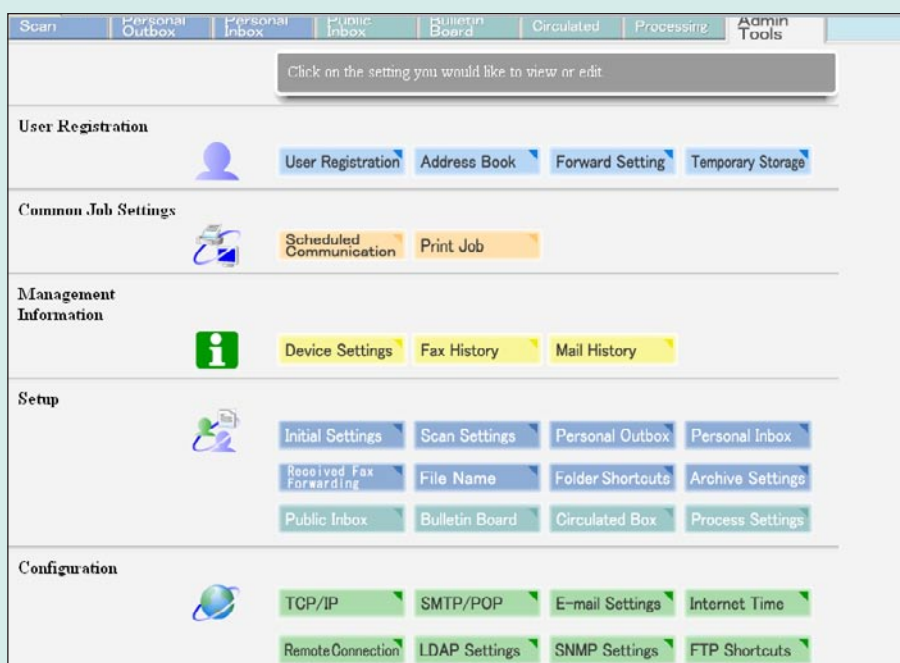 Scan
Personal Outbox
Personal Inbox
Public Inbox
Bulletin Board
Circulated
Processing
Admin Tools
Click on the setting you would like to view or edit
User Registration
User Registration
Address Book
Forward Setting
Temporary Storage
Common Job Settings
Scheduled Communication
Print Job
Management
Information
Device Settings
Fax History
Mail History
Setup
Initial Settings
Scan Settings
Personal Outbox
Personal Inbox
Received Fax Forwarding
File Name
Folder Shortcuts
Archive Settings
Public Inbox
Bulletin Board
Circulated Box
Process Settings
Configuration
TCP/IP
SMTP/POP
E-mail Settings
Internet Time
Remote Connection
LDAP Settings
SNMP Settings
FTP Shortcuts